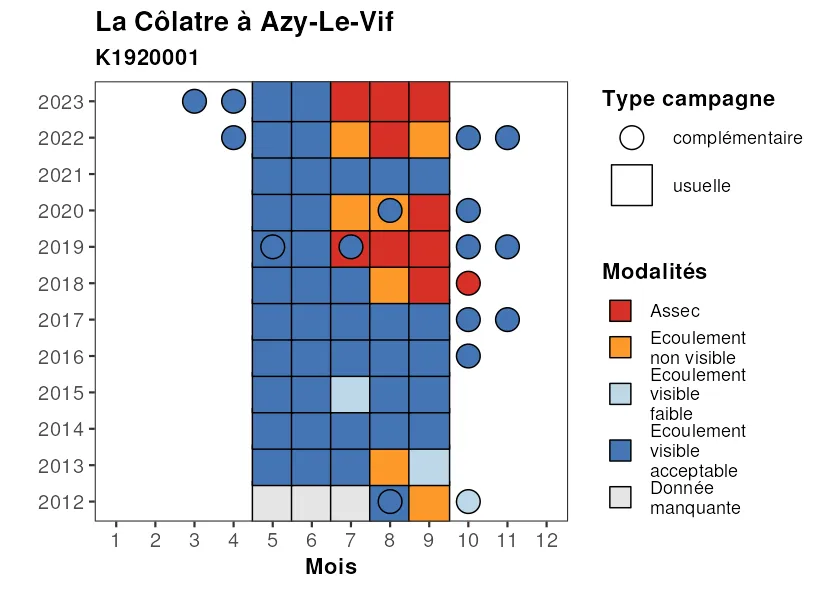 La Côlatre à Azy-Le-Vif
K1920001
2023
2022
2021
2020
2019
2018
2017
2016
2015
2014
2013
2012
1 2 3 4 5 6 7 8 9 10 11 12
Mois
Type campagne
complémentaire
usuelle
Modalités
Assec
Ecoulement
non visible
Ecoulement
visible
faible
Ecoulement
visible
acceptable
Donnée
manquante